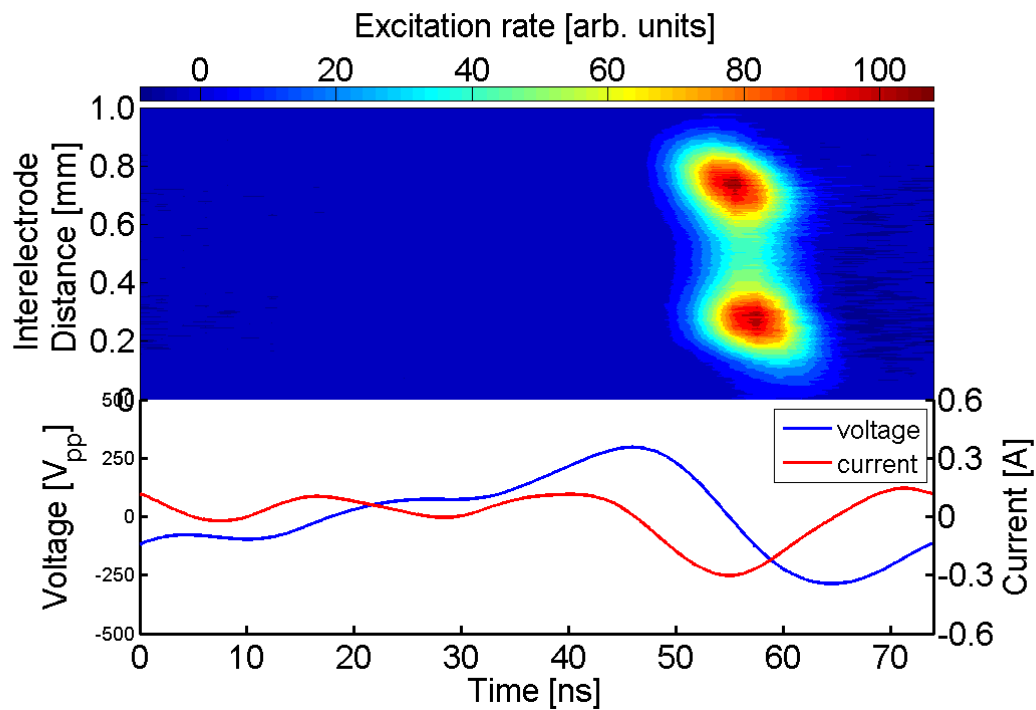 Excitation rate [arb. units]
0 20 40 60 80 100
Interelectrode
Distance [mm]
1.0
0.8
0.6
0.4
0.2
0
Voltage [Vpp]
500
250
0
-250
-500
voltage
current
0.6
0.3
0
-0.3
-0.6
Current [A]
0 10 20 30 40 50 60 70
Time [ns]